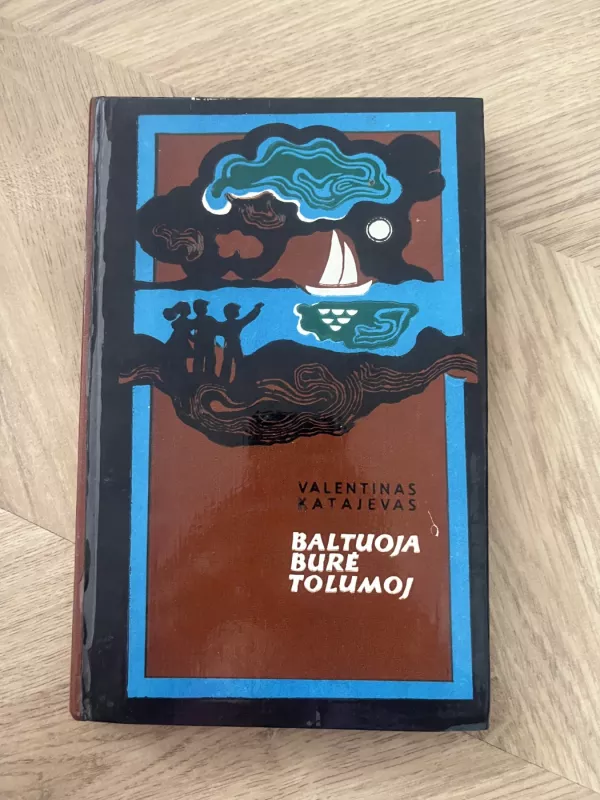 VALENTINAS
KATAJEVAS
BALTUOJA
BURĖ
TOLUMOJ